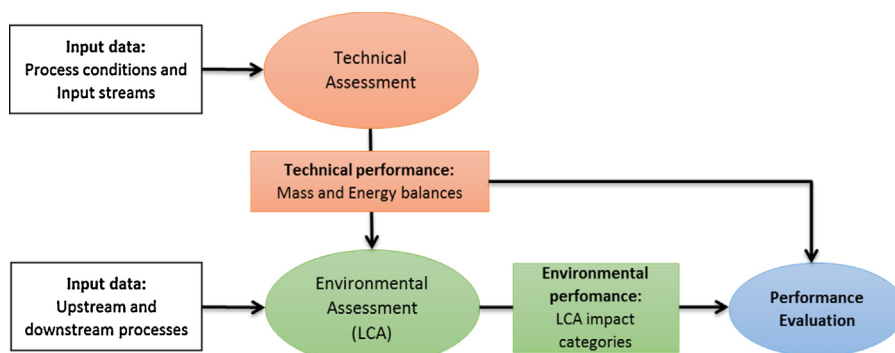 Input data:
Process conditions and
Input streams
Technical
Assessment
Technical performance:
Mass and Energy balances
Input data:
Upstream and
downstream processes
Environmental
Assessment
(LCA)
Environmental
perfomance:
LCA impact
categories
Performance
Evaluation